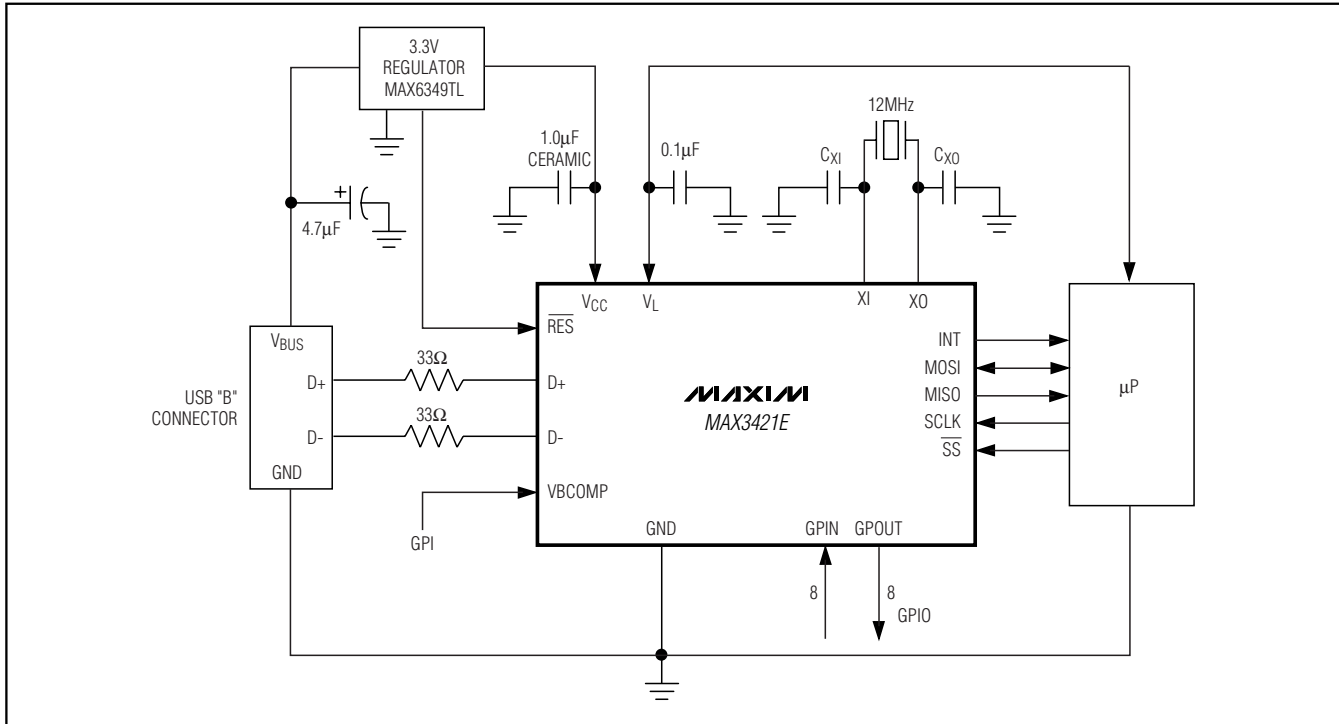 3.3V
REGULATOR
MAX6349TL
12MHz
1.0μF
CERAMIC
0.1μF
CXI
CXO
+
4.7μF
VCC
VL
XI
XO
RES
VBUS
INT
33Ω
D+
D+
MOSI
USB "B"
CONNECTOR
MAXIM
MAX3421E
MISO
μP
33Ω
SCLK
D-
D-
SS
GND
VBCOMP
GPI
GND
GPIN
GPOUT
8
8
GPIO